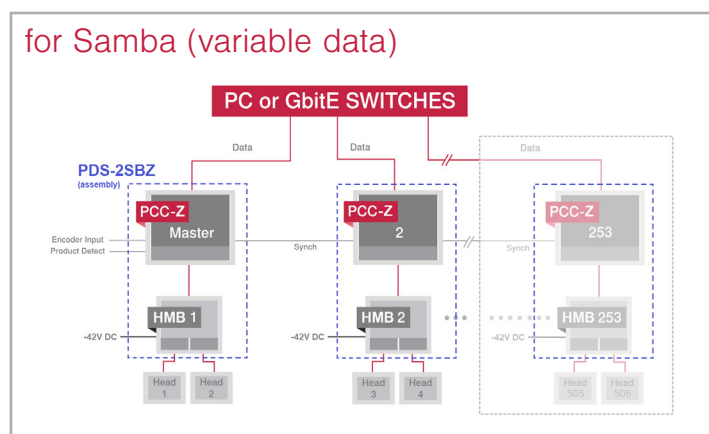 for Samba (variable data)
PC or GbitE SWITCHES
Data
Data
Data
PDS-2SBZ
(assembly)
PCC-Z
Master
PCC-Z
2
PCC-Z
253
Encoder Input
Product Detect
Synch
Synch
HMB 1
HMB 2
HMB 253
-42V DC
-42V DC
-42V DC
Head
1
Head
2
Head
3
Head
4
Head
505
Head
506